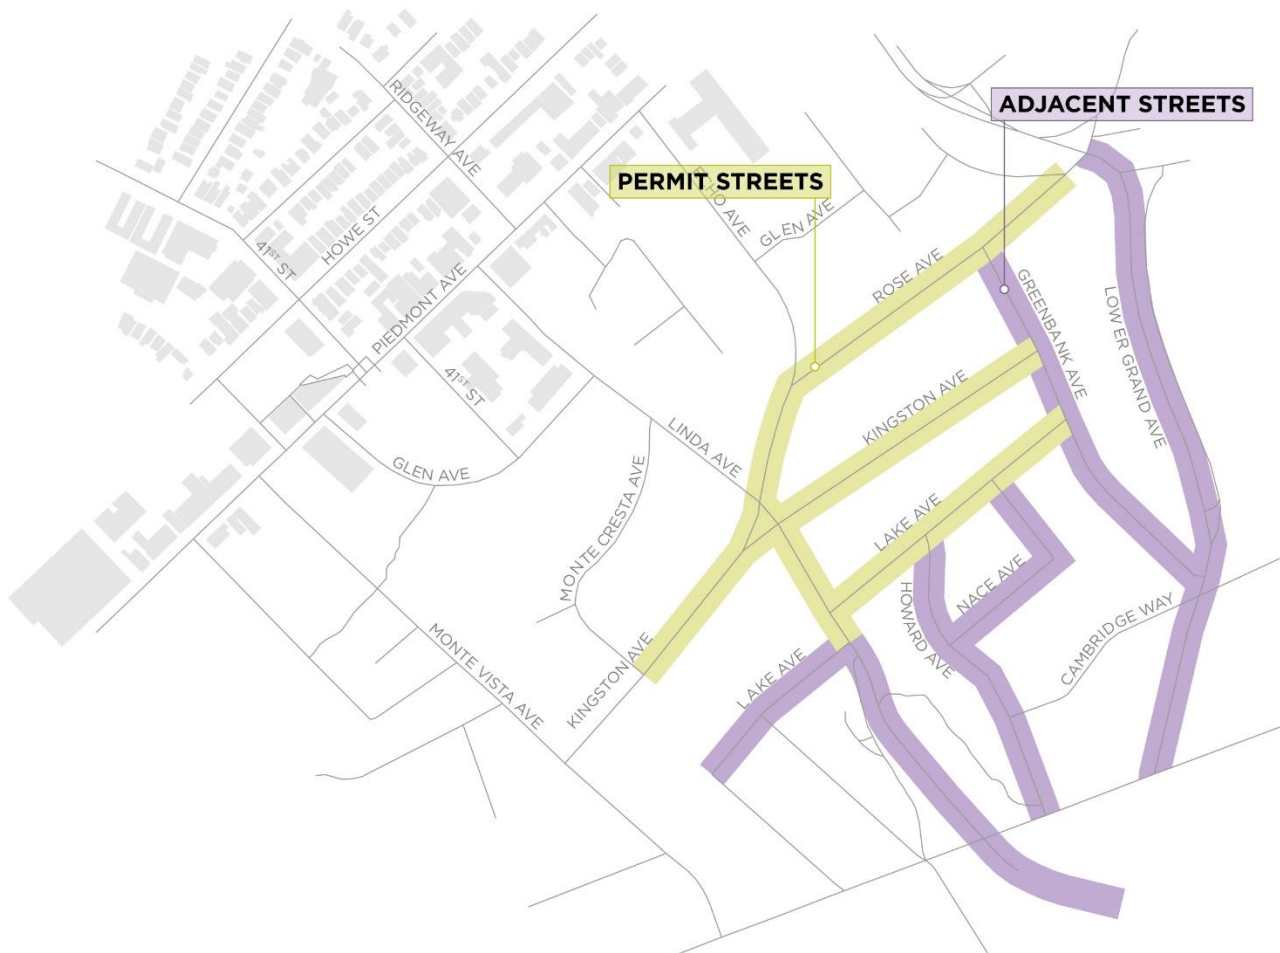 RIDGEWAY AVE
ADJACENT STREETS
PERMIT STREETS
ECHO AVE
GLEN AVE
HOWE ST
41ST ST
PIEDMONT AVE
ROSE AVE
GREENBANK AVE
LOWER GRAND AVE
41ST ST
KINGSTON AVE
LINDA AVE
GLEN AVE
MONTE CRESTA AVE
LAKE AVE
NACE AVE
HOWARD AVE
CAMBRIDGE WAY
MONTE VISTA AVE
KINGSTON AVE
LAKE AVE